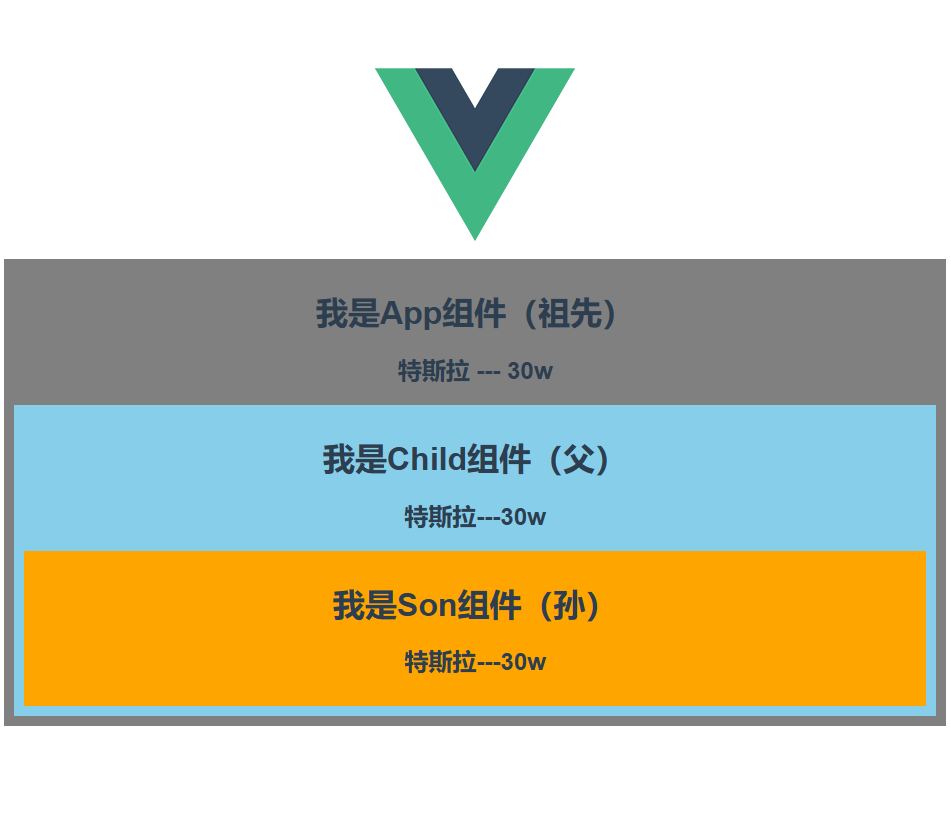 我是App组件（祖先）
特斯拉 --- 30w
我是Child组件（父）
特斯拉---30w
我是Son组件（孙）
特斯拉---30w